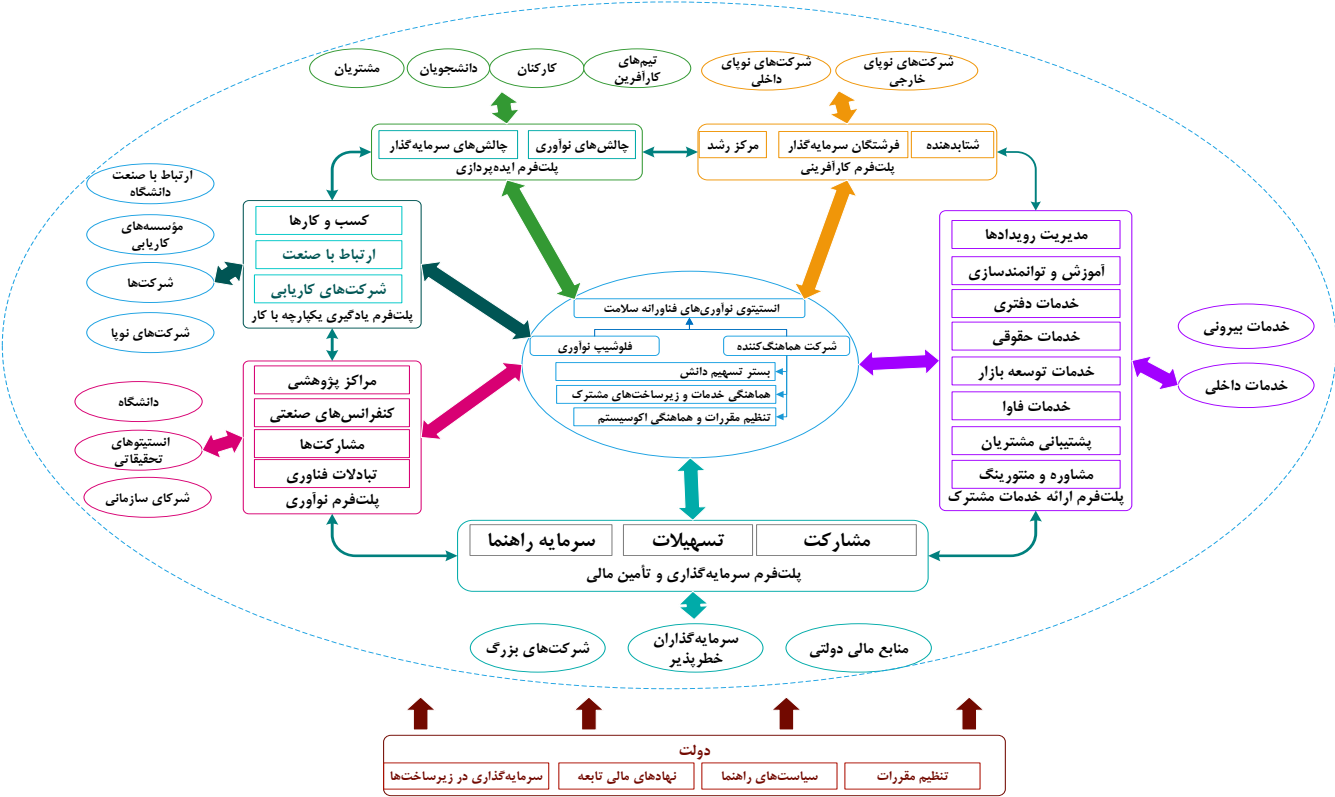 شرکت‌های نوپای
خارجی
شرکت‌های نوپای
داخلی
تیم‌های
کارآفرین
کارکنان
دانشجویان
مشتریان
شتابدهنده
فرشتگان سرمایه‌گذار
مرکز رشد
پلت‌فرم کارآفرینی
چالش‌های نوآوری
چالش‌های سرمایه‌گذار
پلت‌فرم ایده‌پردازی
مدیریت رویدادها
آموزش و توانمندسازی
خدمات دفتری
خدمات حقوقی
خدمات توسعه بازار
خدمات فاوا
پشتیبانی مشتریان
مشاوره و منتورینگ
پلت‌فرم ارائه خدمات مشترک
خدمات بیرونی
خدمات داخلی
انستیتوی نوآوری‌های فناورانه سلامت
شرکت هماهنگ‌کننده
فلوشیپ نوآوری
بستر تسهیم دانش
هماهنگی خدمات و زیرساخت‌های مشترک
تنظیم مقررات و هماهنگی اکوسیستم
کسب و کارها
ارتباط با صنعت
شرکت‌های کاریابی
پلت‌فرم یادگیری یکپارچه با کار
ارتباط با صنعت
دانشگاه
مؤسسه‌های
کاریابی
شرکت‌ها
شرکت‌های نوپا
مراکز پژوهشی
کنفرانس‌های صنعتی
مشارکت‌ها
تبادلات فناوری
پلت‌فرم نوآوری
دانشگاه
انستیتوهای
تحقیقاتی
شرکای سازمانی
مشارکت
تسهیلات
سرمایه راهنما
پلت‌فرم سرمایه‌گذاری و تأمین مالی
منابع مالی دولتی
سرمایه‌گذاران
خطرپذیر
شرکت‌های بزرگ
دولت
تنظیم مقررات
سیاست‌های راهنما
نهادهای مالی تابعه
سرمایه‌گذاری در زیرساخت‌ها